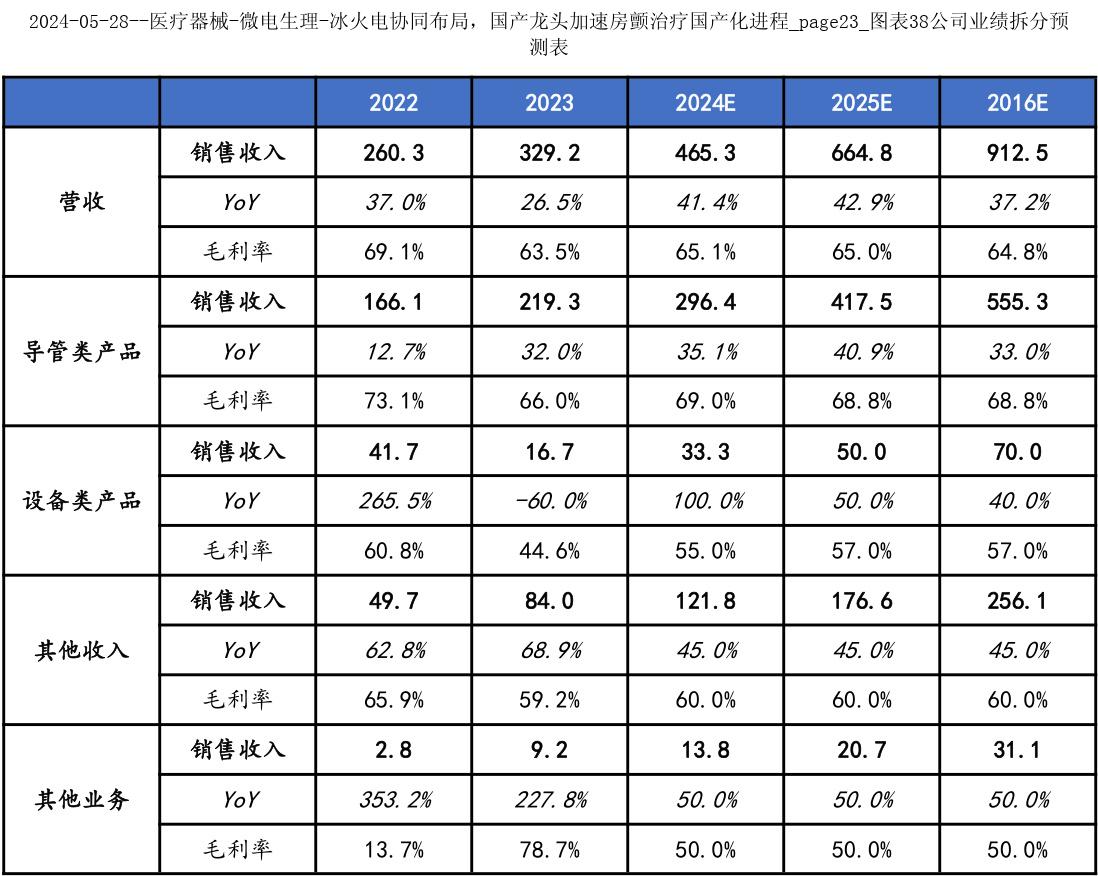 2024-05-28--医疗器械-微电生理-冰火电协同布局，国产龙头加速房颤治疗国产化进程_page23_图表38公司业绩拆分预
测表
2022 2023 2024E 2025E 2016E
营收 销售收入 260.3 329.2 465.3 664.8 912.5
YoY 37.0% 26.5% 41.4% 42.9% 37.2%
毛利率 69.1% 63.5% 65.1% 65.0% 64.8%
导管类产品 销售收入 166.1 219.3 296.4 417.5 555.3
YoY 12.7% 32.0% 35.1% 40.9% 33.0%
毛利率 73.1% 66.0% 69.0% 68.8% 68.8%
设备类产品 销售收入 41.7 16.7 33.3 50.0 70.0
YoY 265.5% -60.0% 100.0% 50.0% 40.0%
毛利率 60.8% 44.6% 55.0% 57.0% 57.0%
其他收入 销售收入 49.7 84.0 121.8 176.6 256.1
YoY 62.8% 68.9% 45.0% 45.0% 45.0%
毛利率 65.9% 59.2% 60.0% 60.0% 60.0%
其他业务 销售收入 2.8 9.2 13.8 20.7 31.1
YoY 353.2% 227.8% 50.0% 50.0% 50.0%
毛利率 13.7% 78.7% 50.0% 50.0% 50.0%